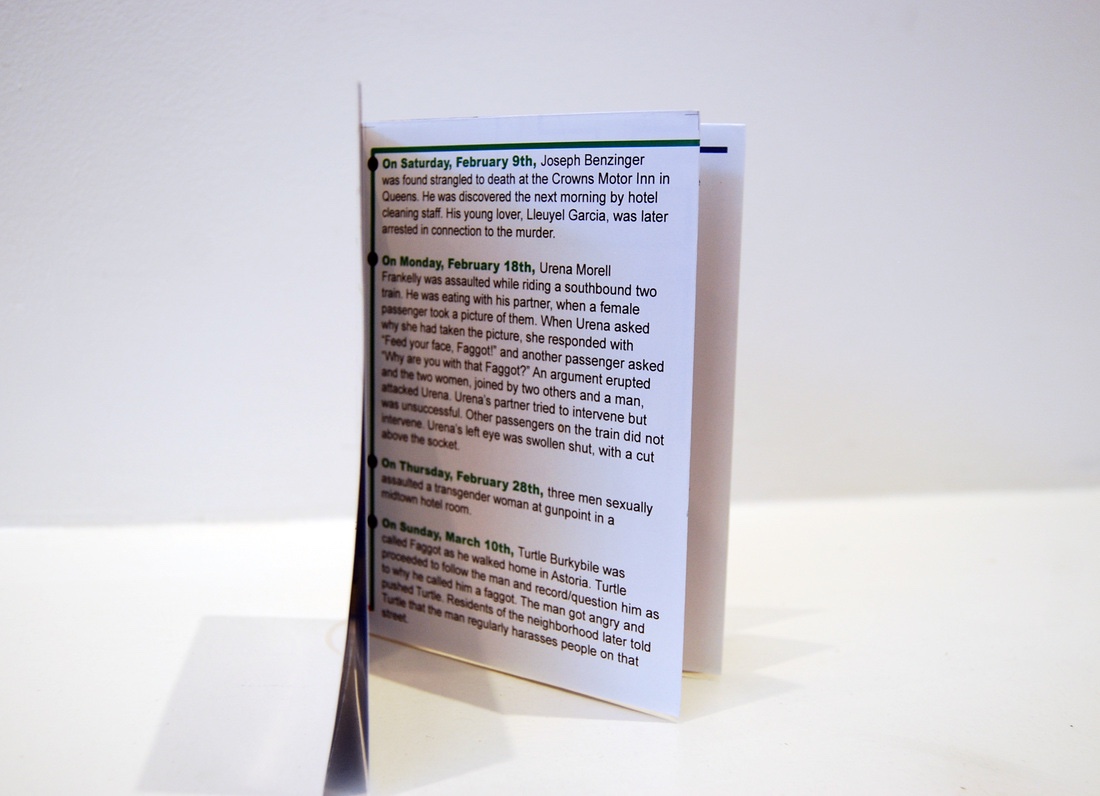 On Saturday, February 9th, Joseph Benzinger
was found strangled to death at the Crowns Motor Inn in
Queens. He was discovered the next morning by hotel
cleaning staff. His young lover, Lleuyel Garcia, was later
arrested in connection to the murder.
On Monday, February 18th, Urena Morell
Frankelly was assaulted while riding a southbound two
train. He was eating with his partner, when a female
passenger took a picture of them. When Urena asked
why she had taken the picture, she responded with
"Feed your face, Faggot!" and another passenger asked
"Why are you with that Faggot?" An argument erupted
and the two women, joined by two others and a man,
attacked Urena. Urena's partner tried to intervene but
was unsuccessful. Other passengers on the train did not
intervene. Urena's left eye was swollen shut, with a cut
above the socket.
On Thursday, February 28th, three men sexually
assaulted a transgender woman at gunpoint in a
midtown hotel room.
On Sunday, March 10th, Turtle Burkybile was
called Faggot as he walked home in Astoria. Turtle
proceeded to follow the man and record/question him as
to why he called him a faggot. The man got angry and
pushed Turtle. Residents of the neighborhood later told
Turtle that the man regularly harasses people on that
street.